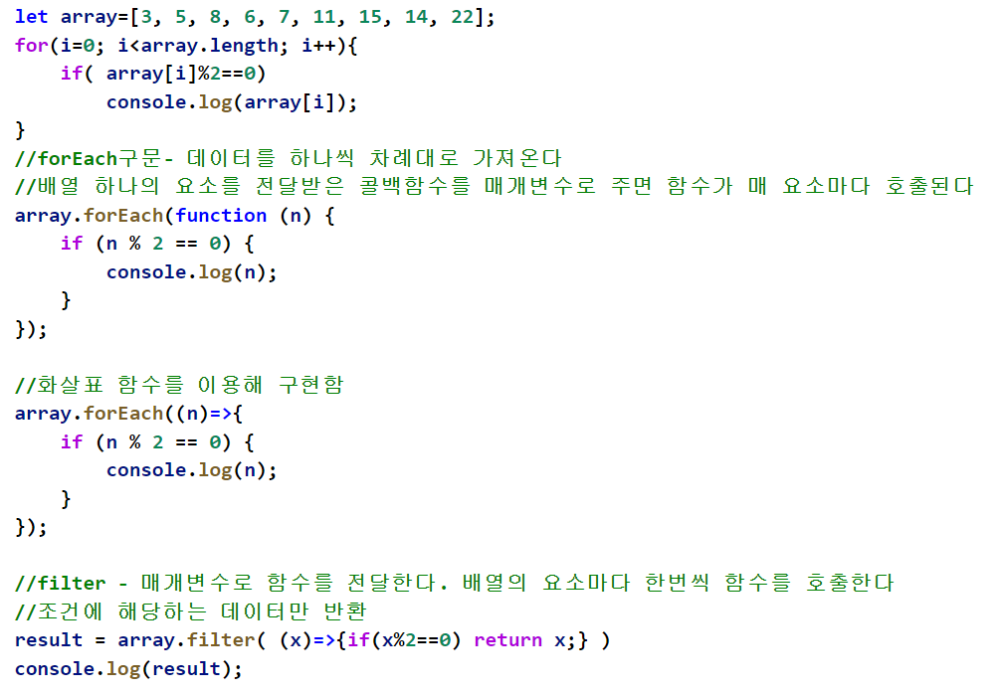 let array=[3, 5, 8, 6, 7, 11, 15, 14, 22];
for(i=0; i<array.length; i++){
    if( array[i]%2==0)
        console.log(array[i]);
}
//forEach구문- 데이터를 하나씩 차례대로 가져온다
//배열 하나의 요소를 전달받은 콜백함수를 매개변수로 주면 함수가 매 요소마다 호출된다
array.forEach(function (n) {
    if (n % 2 == 0) {
        console.log(n);
    }
});

//화살표 함수를 이용해 구현함
array.forEach((n)=>{
    if (n % 2 == 0) {
        console.log(n);
    }
});

//filter - 매개변수로 함수를 전달한다. 배열의 요소마다 한번씩 함수를 호출한다
//조건에 해당하는 데이터만 반환
result = array.filter( (x)=>{if(x%2==0) return x;} )
console.log(result);